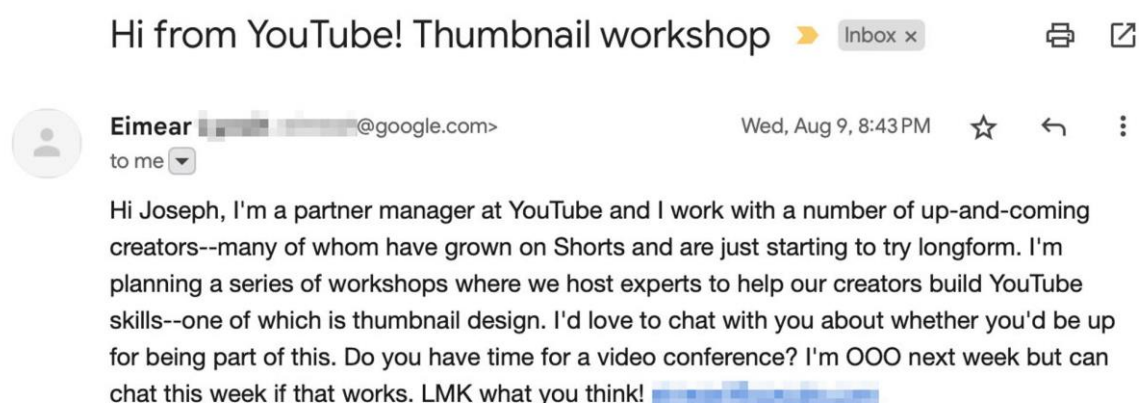 Hi from YouTube! Thumbnail workshop Inbox x
Eimear @google.com> Wed, Aug 9, 8:43 PM
to me
Hi Joseph, I'm a partner manager at YouTube and I work with a number of up-and-coming
creators--many of whom have grown on Shorts and are just starting to try longform. I'm
planning a series of workshops where we host experts to help our creators build YouTube
skills--one of which is thumbnail design. I'd love to chat with you about whether you'd be up
for being part of this. Do you have time for a video conference? I'm OOO next week but can
chat this week if that works. LMK what you think!